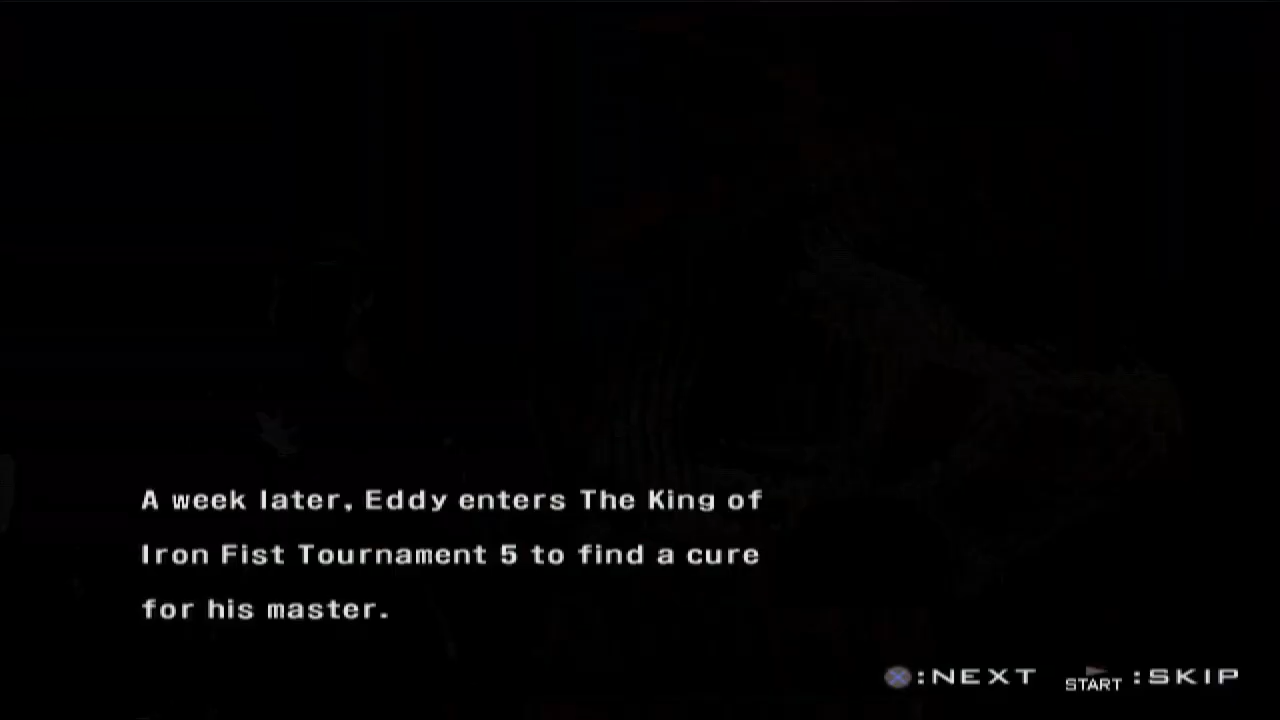 A week later, Eddy enters The King of
Iron Fist Tournament 5 to find a cure
for his master.
:NEXT START :SKIP